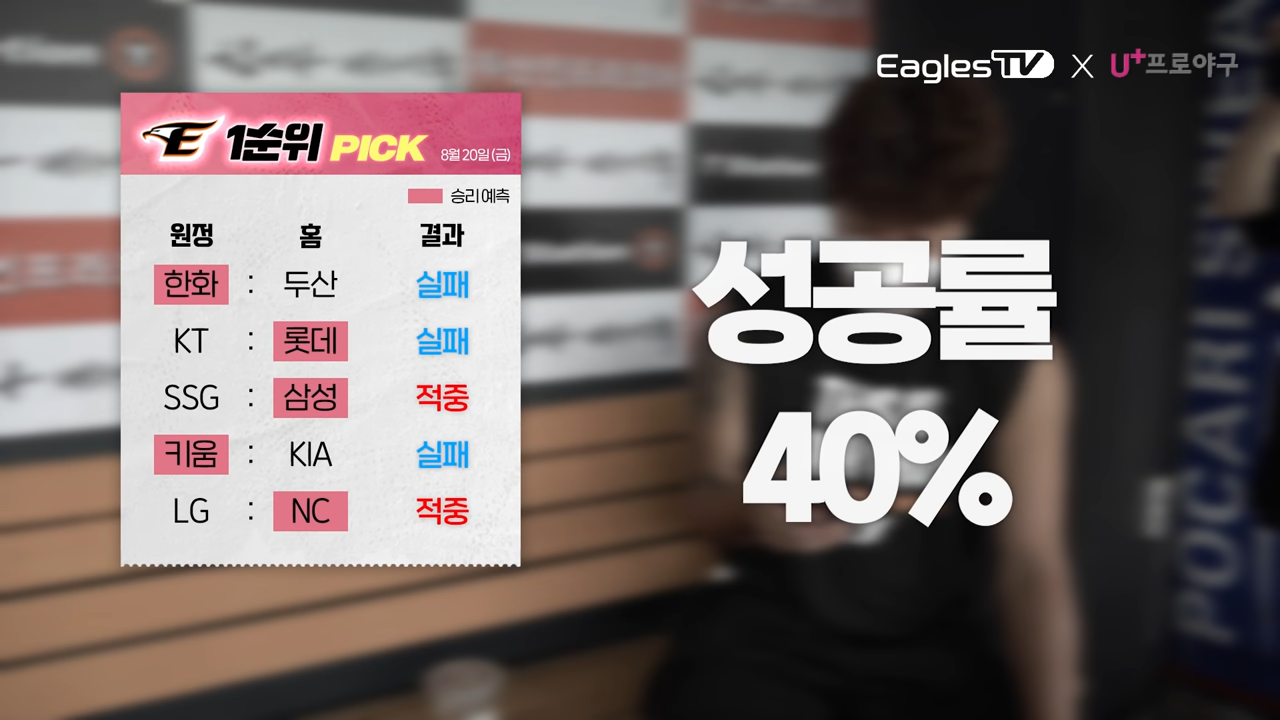 EaglesTV X U+프로야구
E 1순위 PICK 8월 20일 (금)
승리 예측
원정 홈 결과
한화 : 두산 실패
KT : 롯데 실패
SSG : 삼성 적중
키움 : KIA 실패
LG : NC 적중
성공률
40%
POCARI